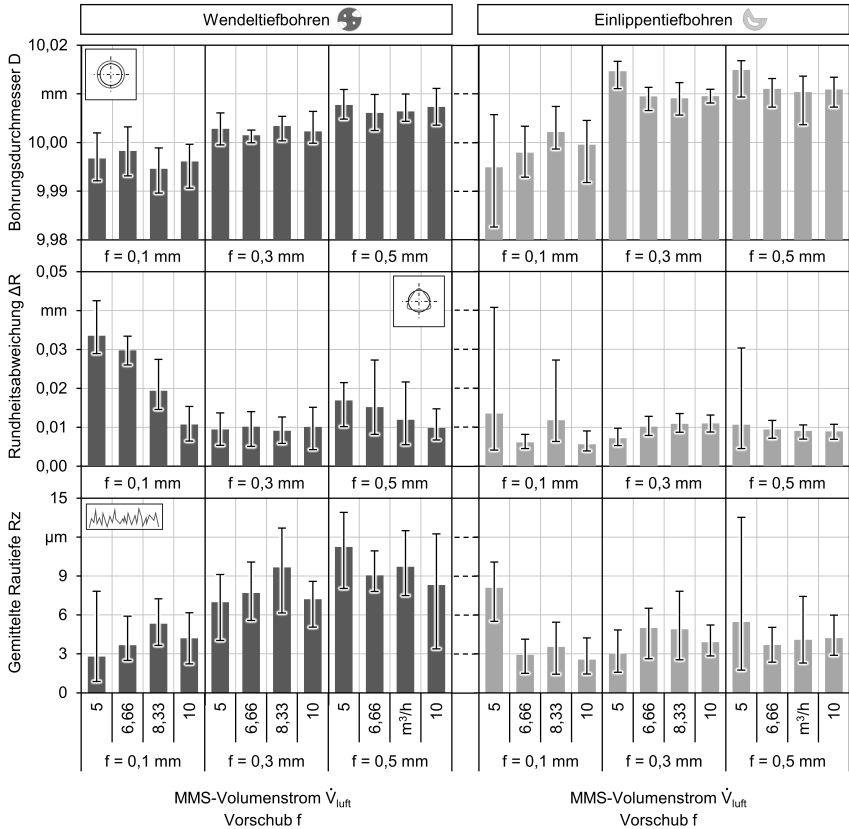 Wendeltiefbohren
Einlippentiefbohren
Bohrungsdurchmesser D
10,02
mm
10,00
9,99
9,98
f = 0,1 mm
f = 0,3 mm
f = 0,5 mm
f = 0,1 mm
f = 0,3 mm
f = 0,5 mm
Rundheitsabweichung ΔR
0,05
mm
0,03
0,02
0,01
0,00
f = 0,1 mm
f = 0,3 mm
f = 0,5 mm
f = 0,1 mm
f = 0,3 mm
f = 0,5 mm
Gemittelte Rautiefe Rz
15
µm
9
6
3
0
5
6,66
8,33
10
5
6,66
8,33
10
5
6,66
m³/h
10
5
6,66
8,33
10
5
6,66
8,33
10
5
6,66
m³/h
10
f = 0,1 mm
f = 0,3 mm
f = 0,5 mm
f = 0,1 mm
f = 0,3 mm
f = 0,5 mm
MMS-Volumenstrom V̇luft
Vorschub f
MMS-Volumenstrom V̇luft
Vorschub f